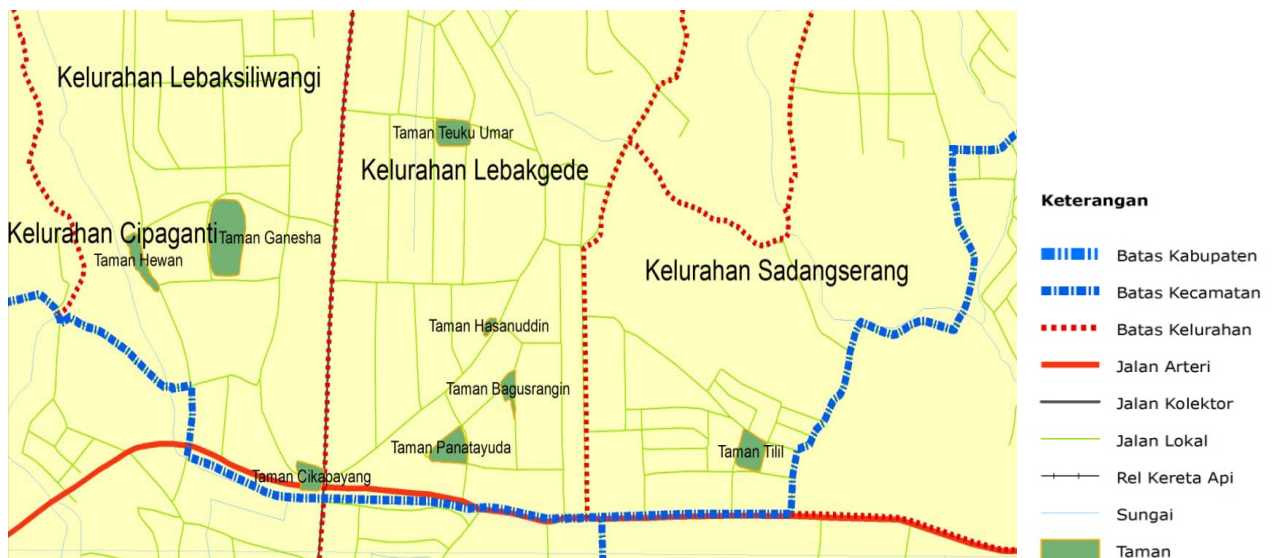 Kelurahan Lebaksiliwangi
Taman Teuku Umar
Kelurahan Lebakgede
Kelurahan Cipaganti
Taman Ganesha
Taman Hewan
Kelurahan Sadangserang
Taman Hasanuddin
Taman Bagusrangin
Taman Panatayuda
Taman Tilil
Taman Cikabayang
Keterangan
Batas Kabupaten
Batas Kecamatan
Batas Kelurahan
Jalan Arteri
Jalan Kolektor
Jalan Lokal
Rel Kereta Api
Sungai
Taman